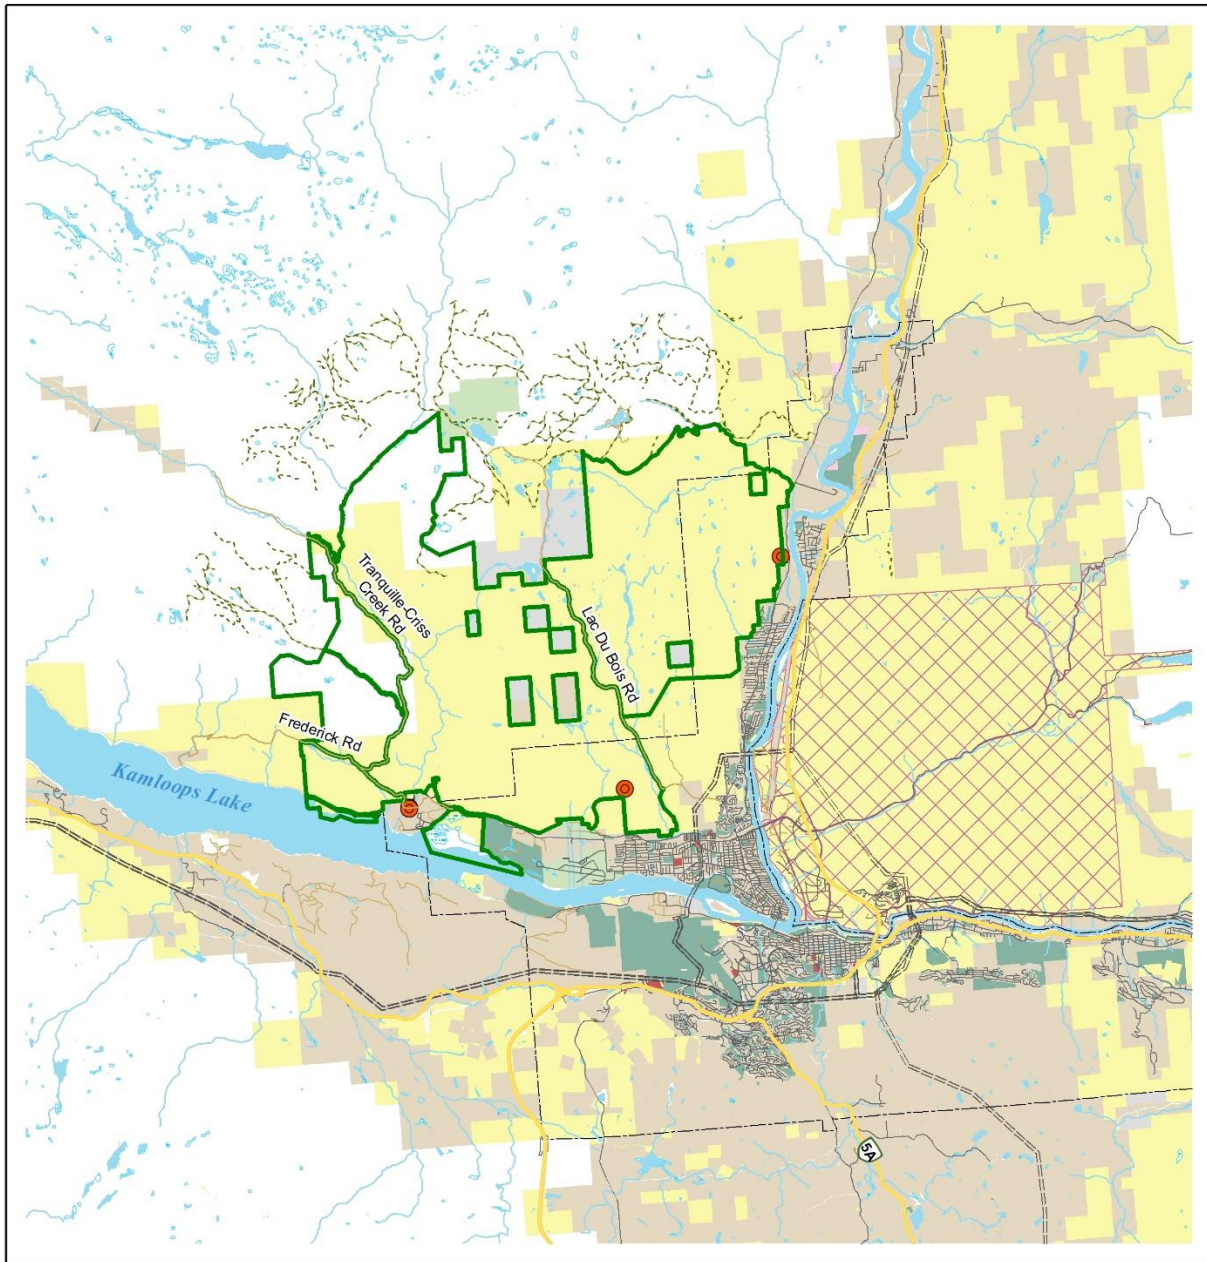 Tranquille-Criss
Creek Rd
Lac Du Bois Rd
Frederick Rd
Kamloops Lake
5A